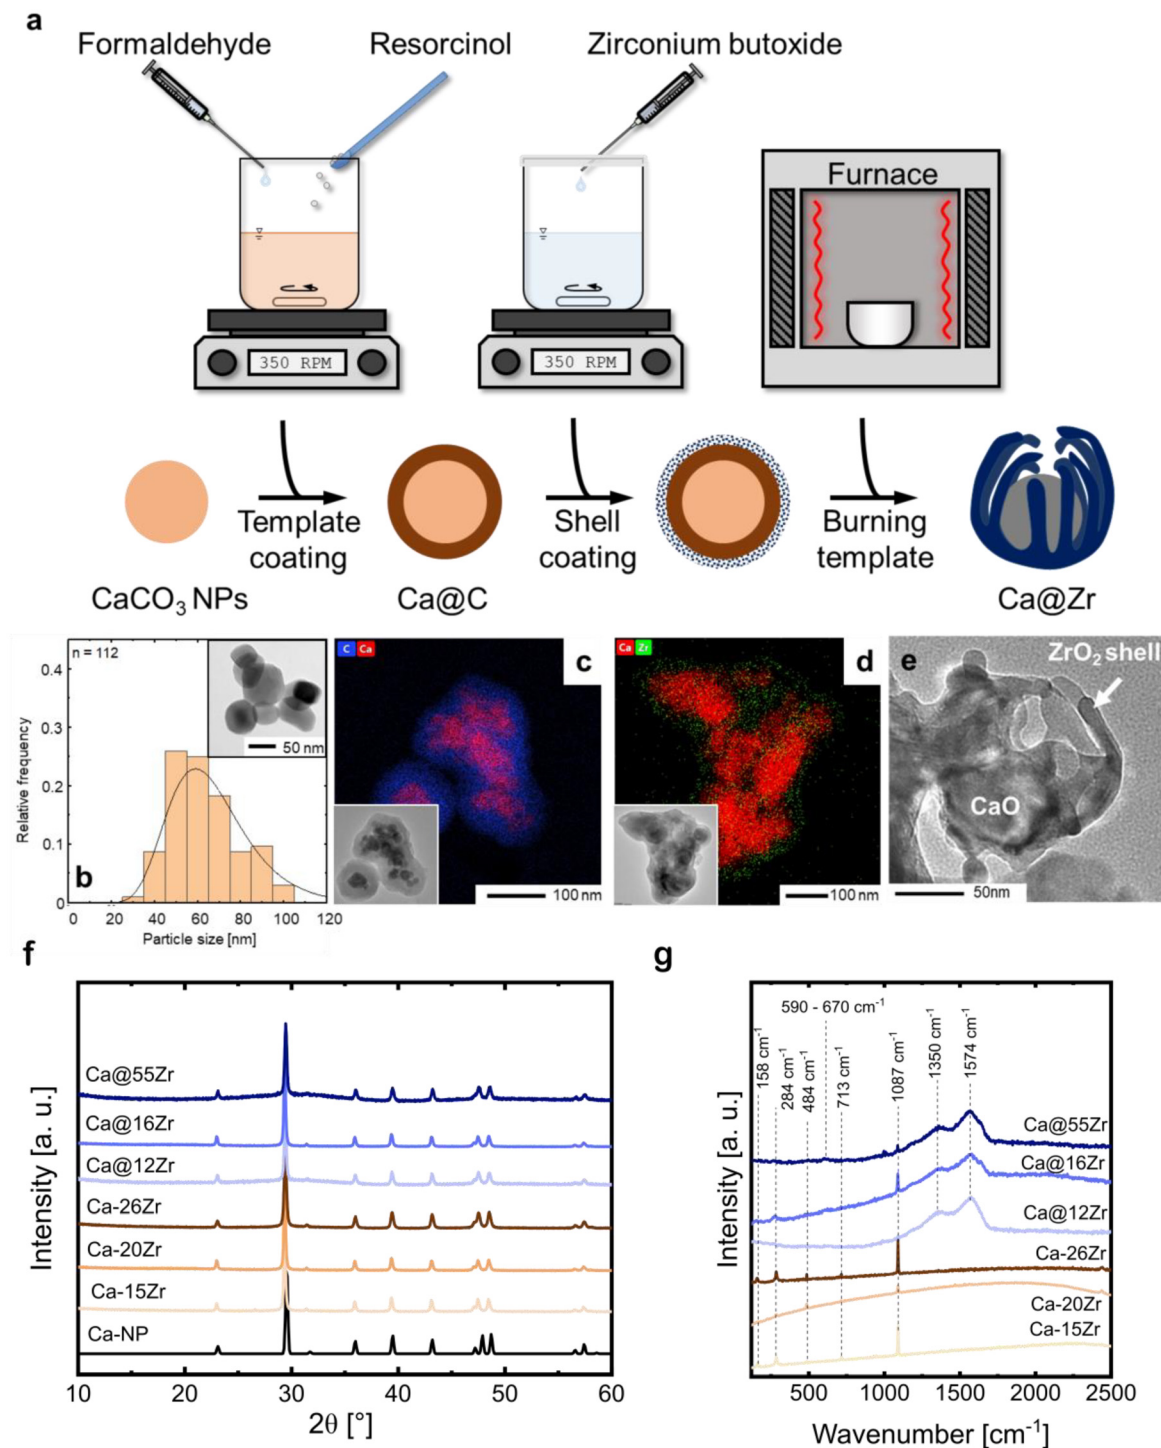 a
Formaldehyde
Resorcinol
Zirconium butoxide
Furnace
350 RPM
350 RPM
Template
coating
Shell
coating
Burning
template
CaCO3 NPs
Ca@C
Ca@Zr
n = 112
0.4
0.3
0.2
0.1
0
Relative frequency
50 nm
b
0 20 40 60 80 100 120
Particle size [nm]
C Ca
c
100 nm
Ca Zr
d
100 nm
e
ZrO2 shell
CaO
50nm
f
Ca@55Zr
Ca@16Zr
Ca@12Zr
Ca-26Zr
Ca-20Zr
Ca-15Zr
Ca-NP
Intensity [a. u.]
10 20 30 40 50 60
2θ [°]
g
590 - 670 cm-1
158 cm-1
284 cm-1
484 cm-1
713 cm-1
1087 cm-1
1350 cm-1
1574 cm-1
Ca@55Zr
Ca@16Zr
Ca@12Zr
Ca-26Zr
Ca-20Zr
Ca-15Zr
Intensity [a. u.]
500 1000 1500 2000 2500
Wavenumber [cm-1]